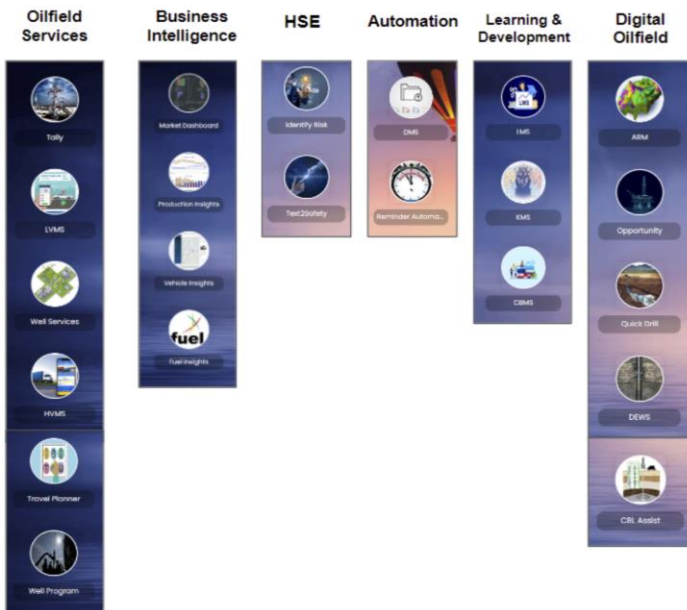 Oilfield
Services
Tally
LVMS
Well Services
HVMS
Travel Planner
Well Program
Business
Intelligence
Market Dashboard
Production Insights
Vehicle Insights
fuel
Fuel Insights
HSE
Identify Risk
Text2Safety
Automation
DMS
Reminder Automa...
Learning &
Development
LMS
LMS
KMS
CBMS
Digital
Oilfield
ARM
Opportunity
Quick Drill
DEWS
CBL Assist